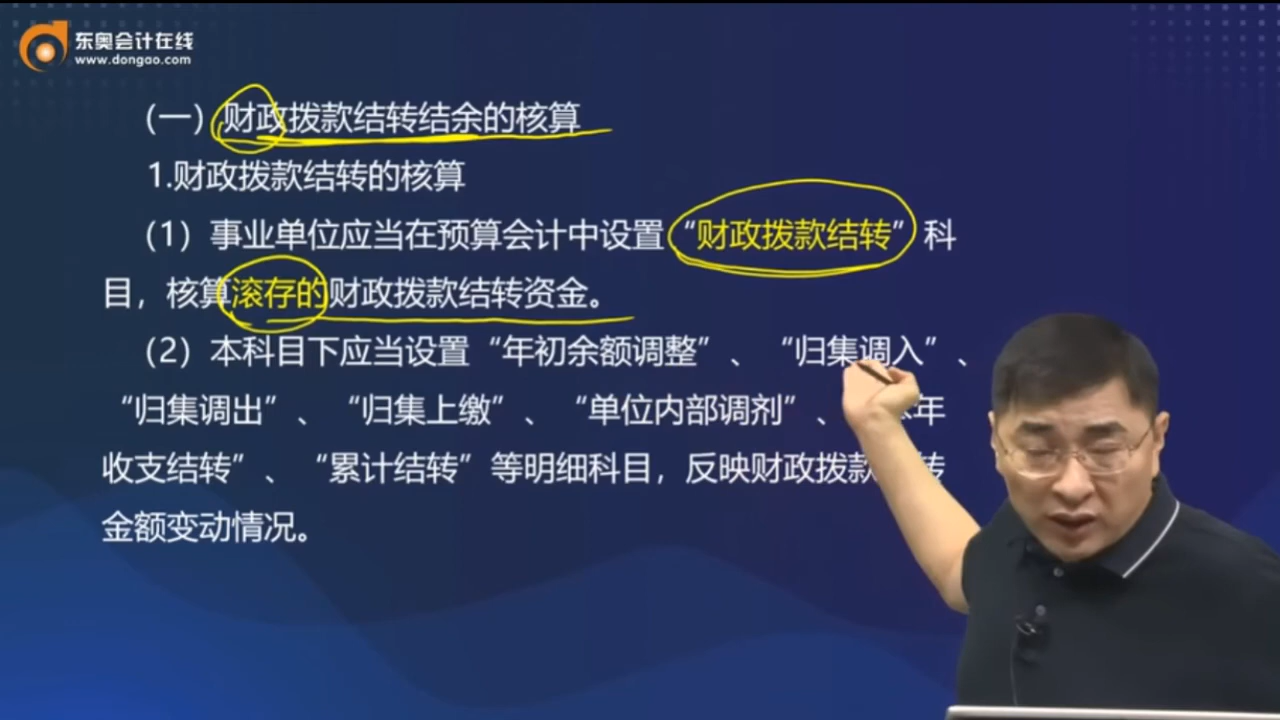 东奥会计在线
www.dongao.com
（一）财政拨款结转结余的核算
1.财政拨款结转的核算
（1）事业单位应当在预算会计中设置“财政拨款结转”科
目，核算滚存的财政拨款结转资金。
（2）本科目下应当设置“年初余额调整”、“归集调入”、
“归集调出”、“归集上缴”、“单位内部调剂”、 年
收支结转”、“累计结转”等明细科目，反映财政拨款 转
金额变动情况。